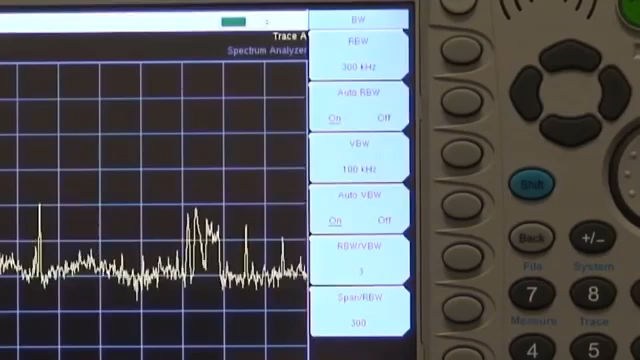 BW
Trace A
Spectrum Analyzer
RBW
300 kHz
Auto RBW
On Off
VBW
100 kHz
Auto VBW
On Off
RBW/VBW
3
Span/RBW
300
Shift
Back
+/−
File System
7 8
Measure Trace
4 5